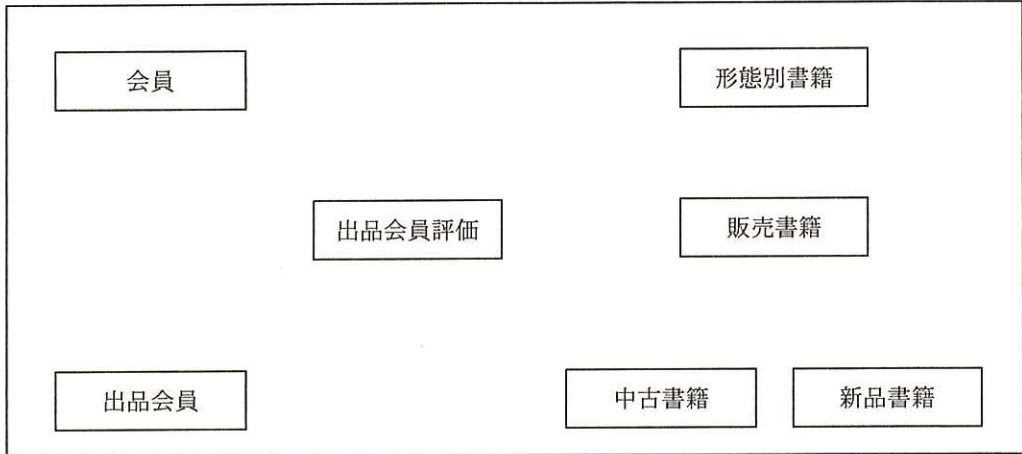 会員
形態別書籍
出品会員評価
販売書籍
出品会員
中古書籍
新品書籍